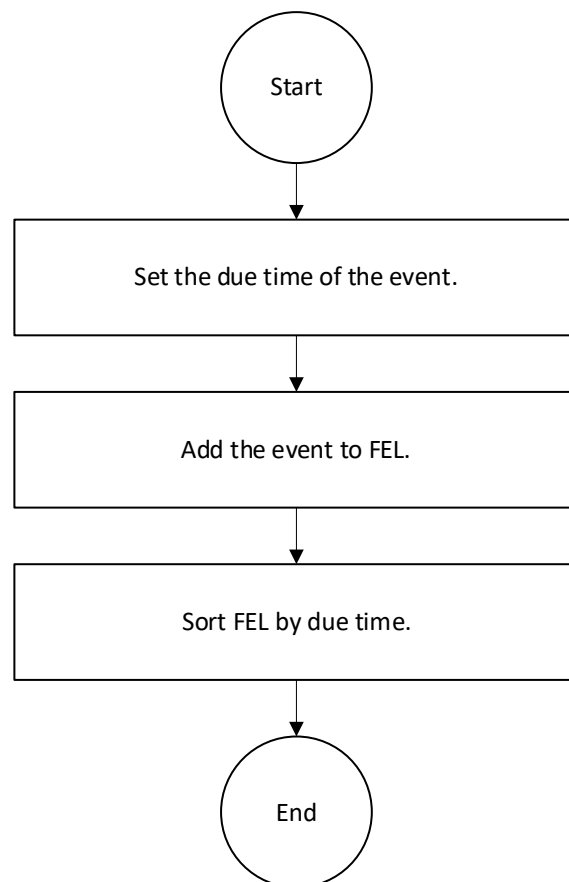 Start
Set the due time of the event.
Add the event to FEL.
Sort FEL by due time.
End